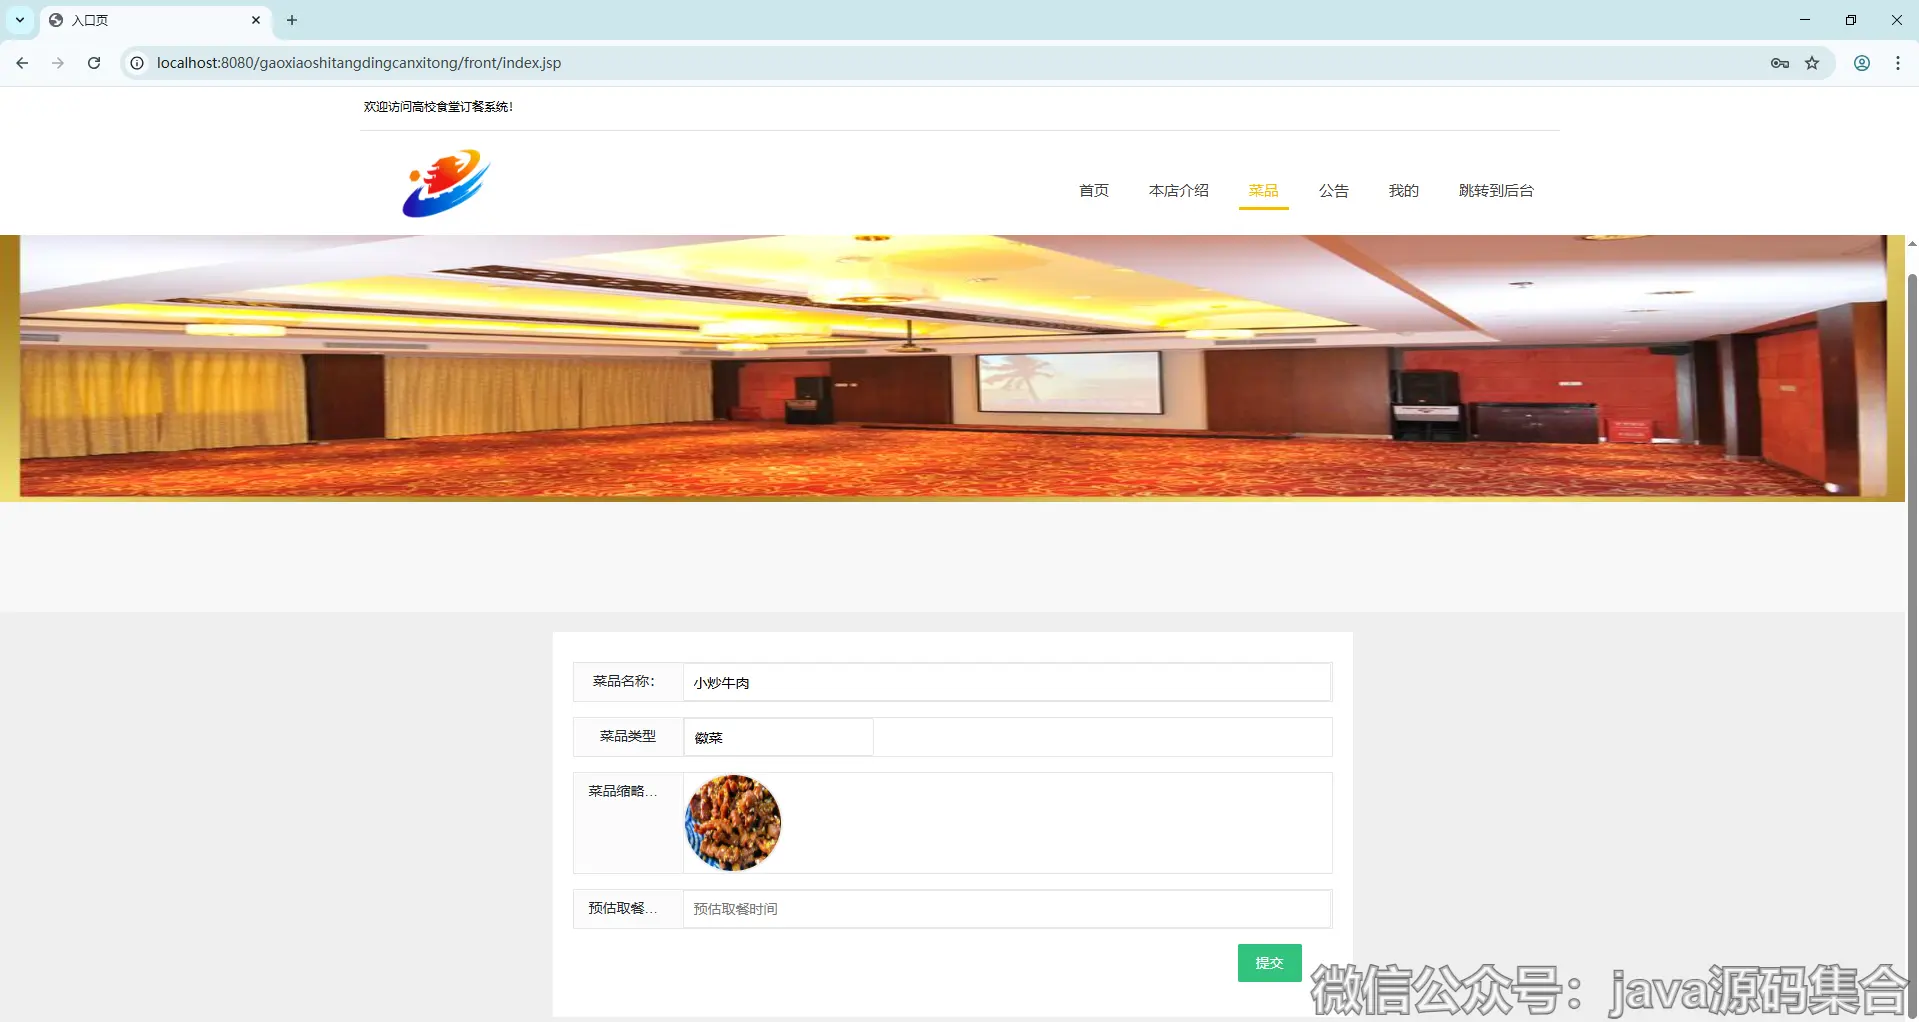 入口页
localhost:8080/gaoxiaoshitangdingcanxitong/front/index.jsp
欢迎访问高校食堂订餐系统!
首页 本店介绍 菜品 公告 我的 跳转到后台
菜品名称: 小炒牛肉
菜品类型 徽菜
菜品缩略...
预估取餐... 预估取餐时间
提交
微信公众号:java源码集合